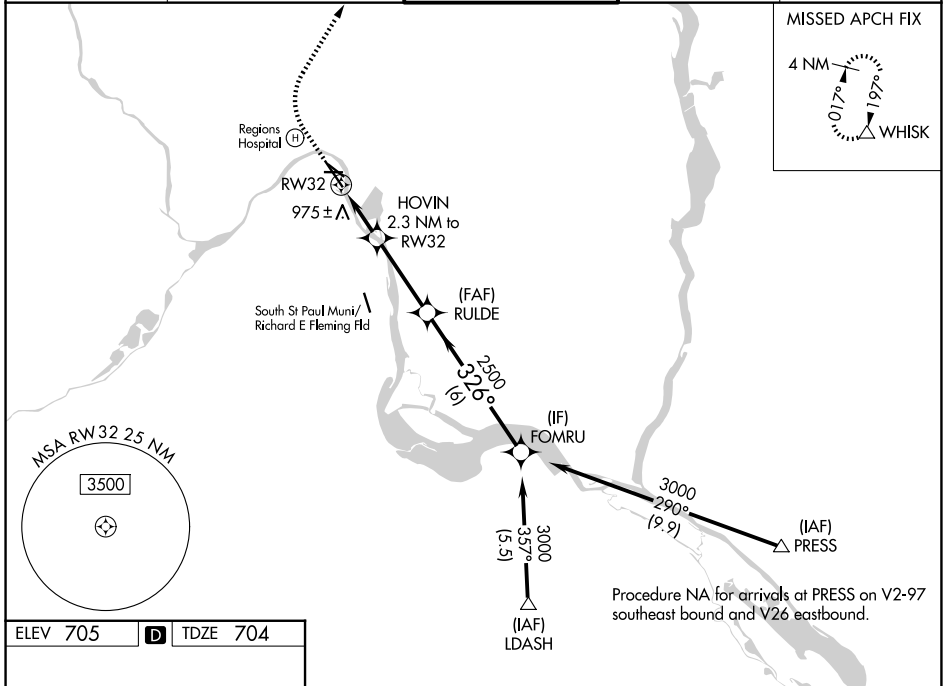 MISSED APCH FIX
4 NM
017°
197°
WHISK
Regions
Hospital
H
RW32
975±
HOVIN
2.3 NM to
RW32
(FAF)
RULDE
South St Paul Muni/
Richard E Fleming Fld
2500
326°
(6)
(IF)
FOMRU
MSA RW32 25 NM
3500
3000
290°
(9.9)
(IAF)
PRESS
3000
357°
(5.5)
(IAF)
LDASH
Procedure NA for arrivals at PRESS on V2-97
southeast bound and V26 eastbound.
ELEV 705 D TDZE 704